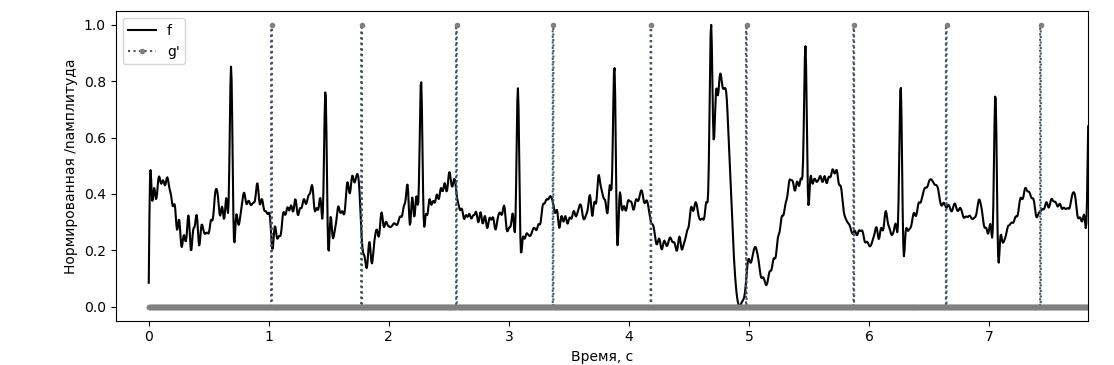 f
g'
Нормированная /nамплитуда
1.0
0.8
0.6
0.4
0.2
0.0
0 1 2 3 4 5 6 7
Время, с